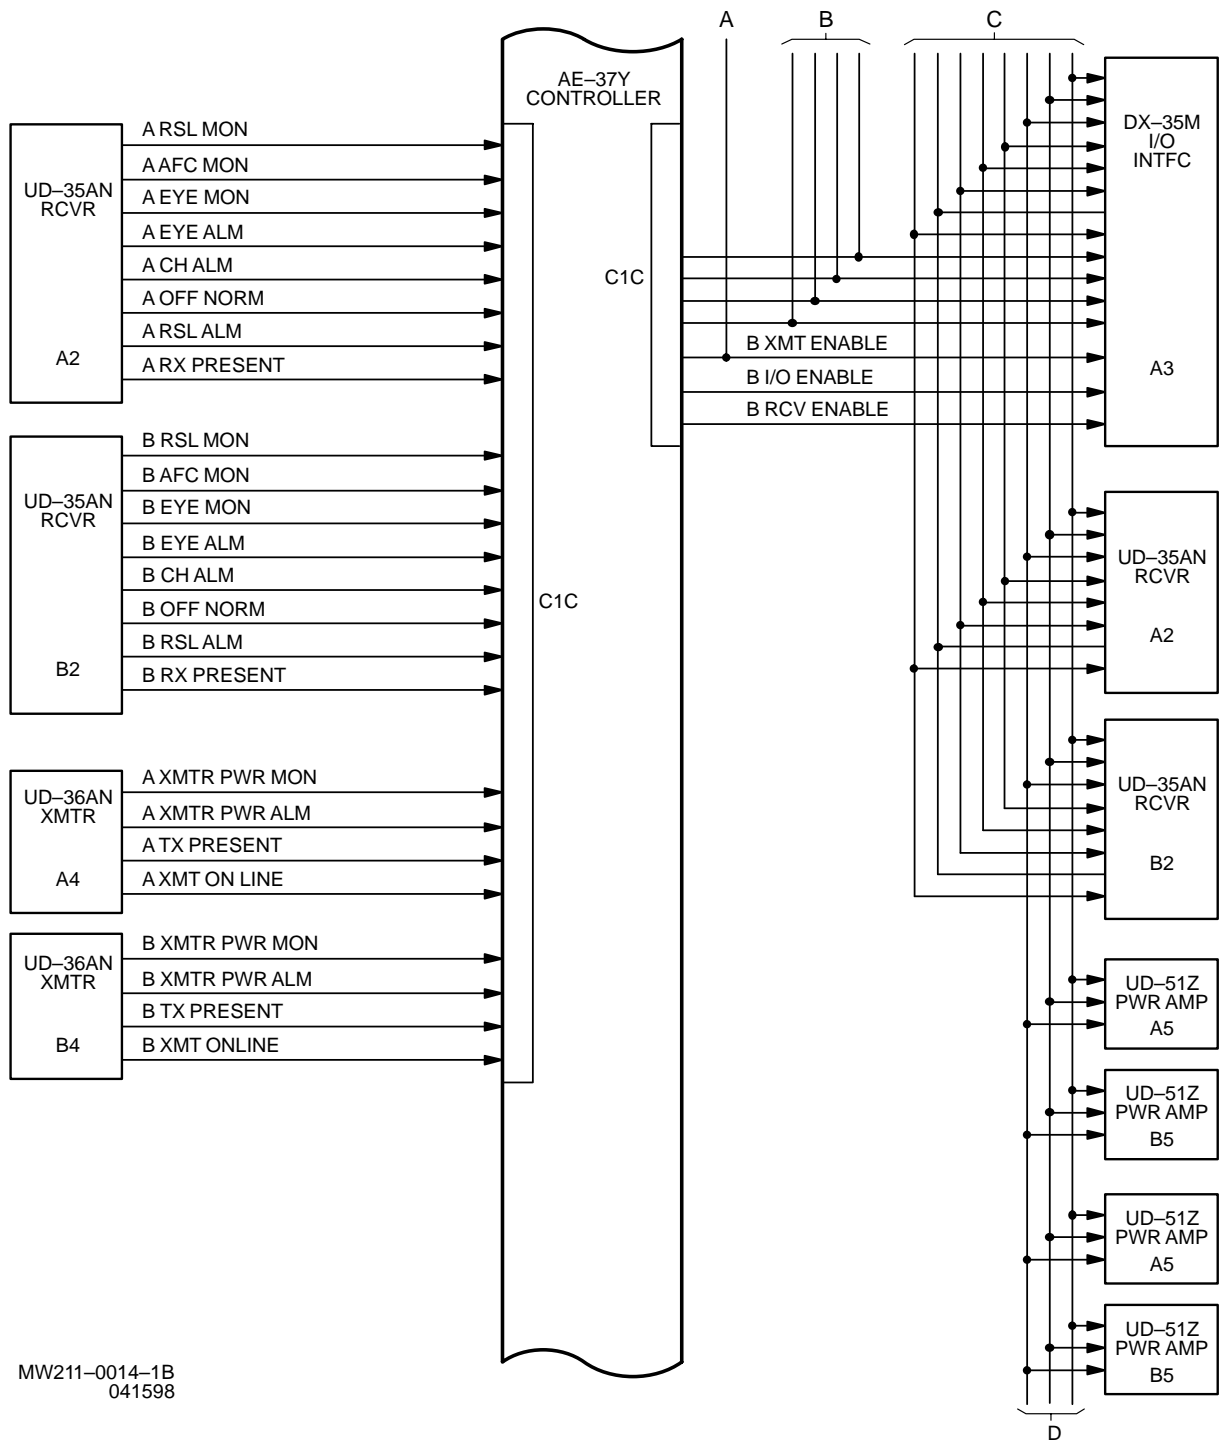 A
B
C
AE–37Y
CONTROLLER
UD–35AN
RCVR
A2
A RSL MON
A AFC MON
A EYE MON
A EYE ALM
A CH ALM
A OFF NORM
A RSL ALM
A RX PRESENT
UD–35AN
RCVR
B2
B RSL MON
B AFC MON
B EYE MON
B EYE ALM
B CH ALM
B OFF NORM
B RSL ALM
B RX PRESENT
UD–36AN
XMTR
A4
A XMTR PWR MON
A XMTR PWR ALM
A TX PRESENT
A XMT ON LINE
UD–36AN
XMTR
B4
B XMTR PWR MON
B XMTR PWR ALM
B TX PRESENT
B XMT ONLINE
C1C
C1C
B XMT ENABLE
B I/O ENABLE
B RCV ENABLE
DX–35M
I/O
INTFC
A3
UD–35AN
RCVR
A2
UD–35AN
RCVR
B2
UD–51Z
PWR AMP
A5
UD–51Z
PWR AMP
B5
UD–51Z
PWR AMP
A5
UD–51Z
PWR AMP
B5
D
MW211–0014–1B
041598